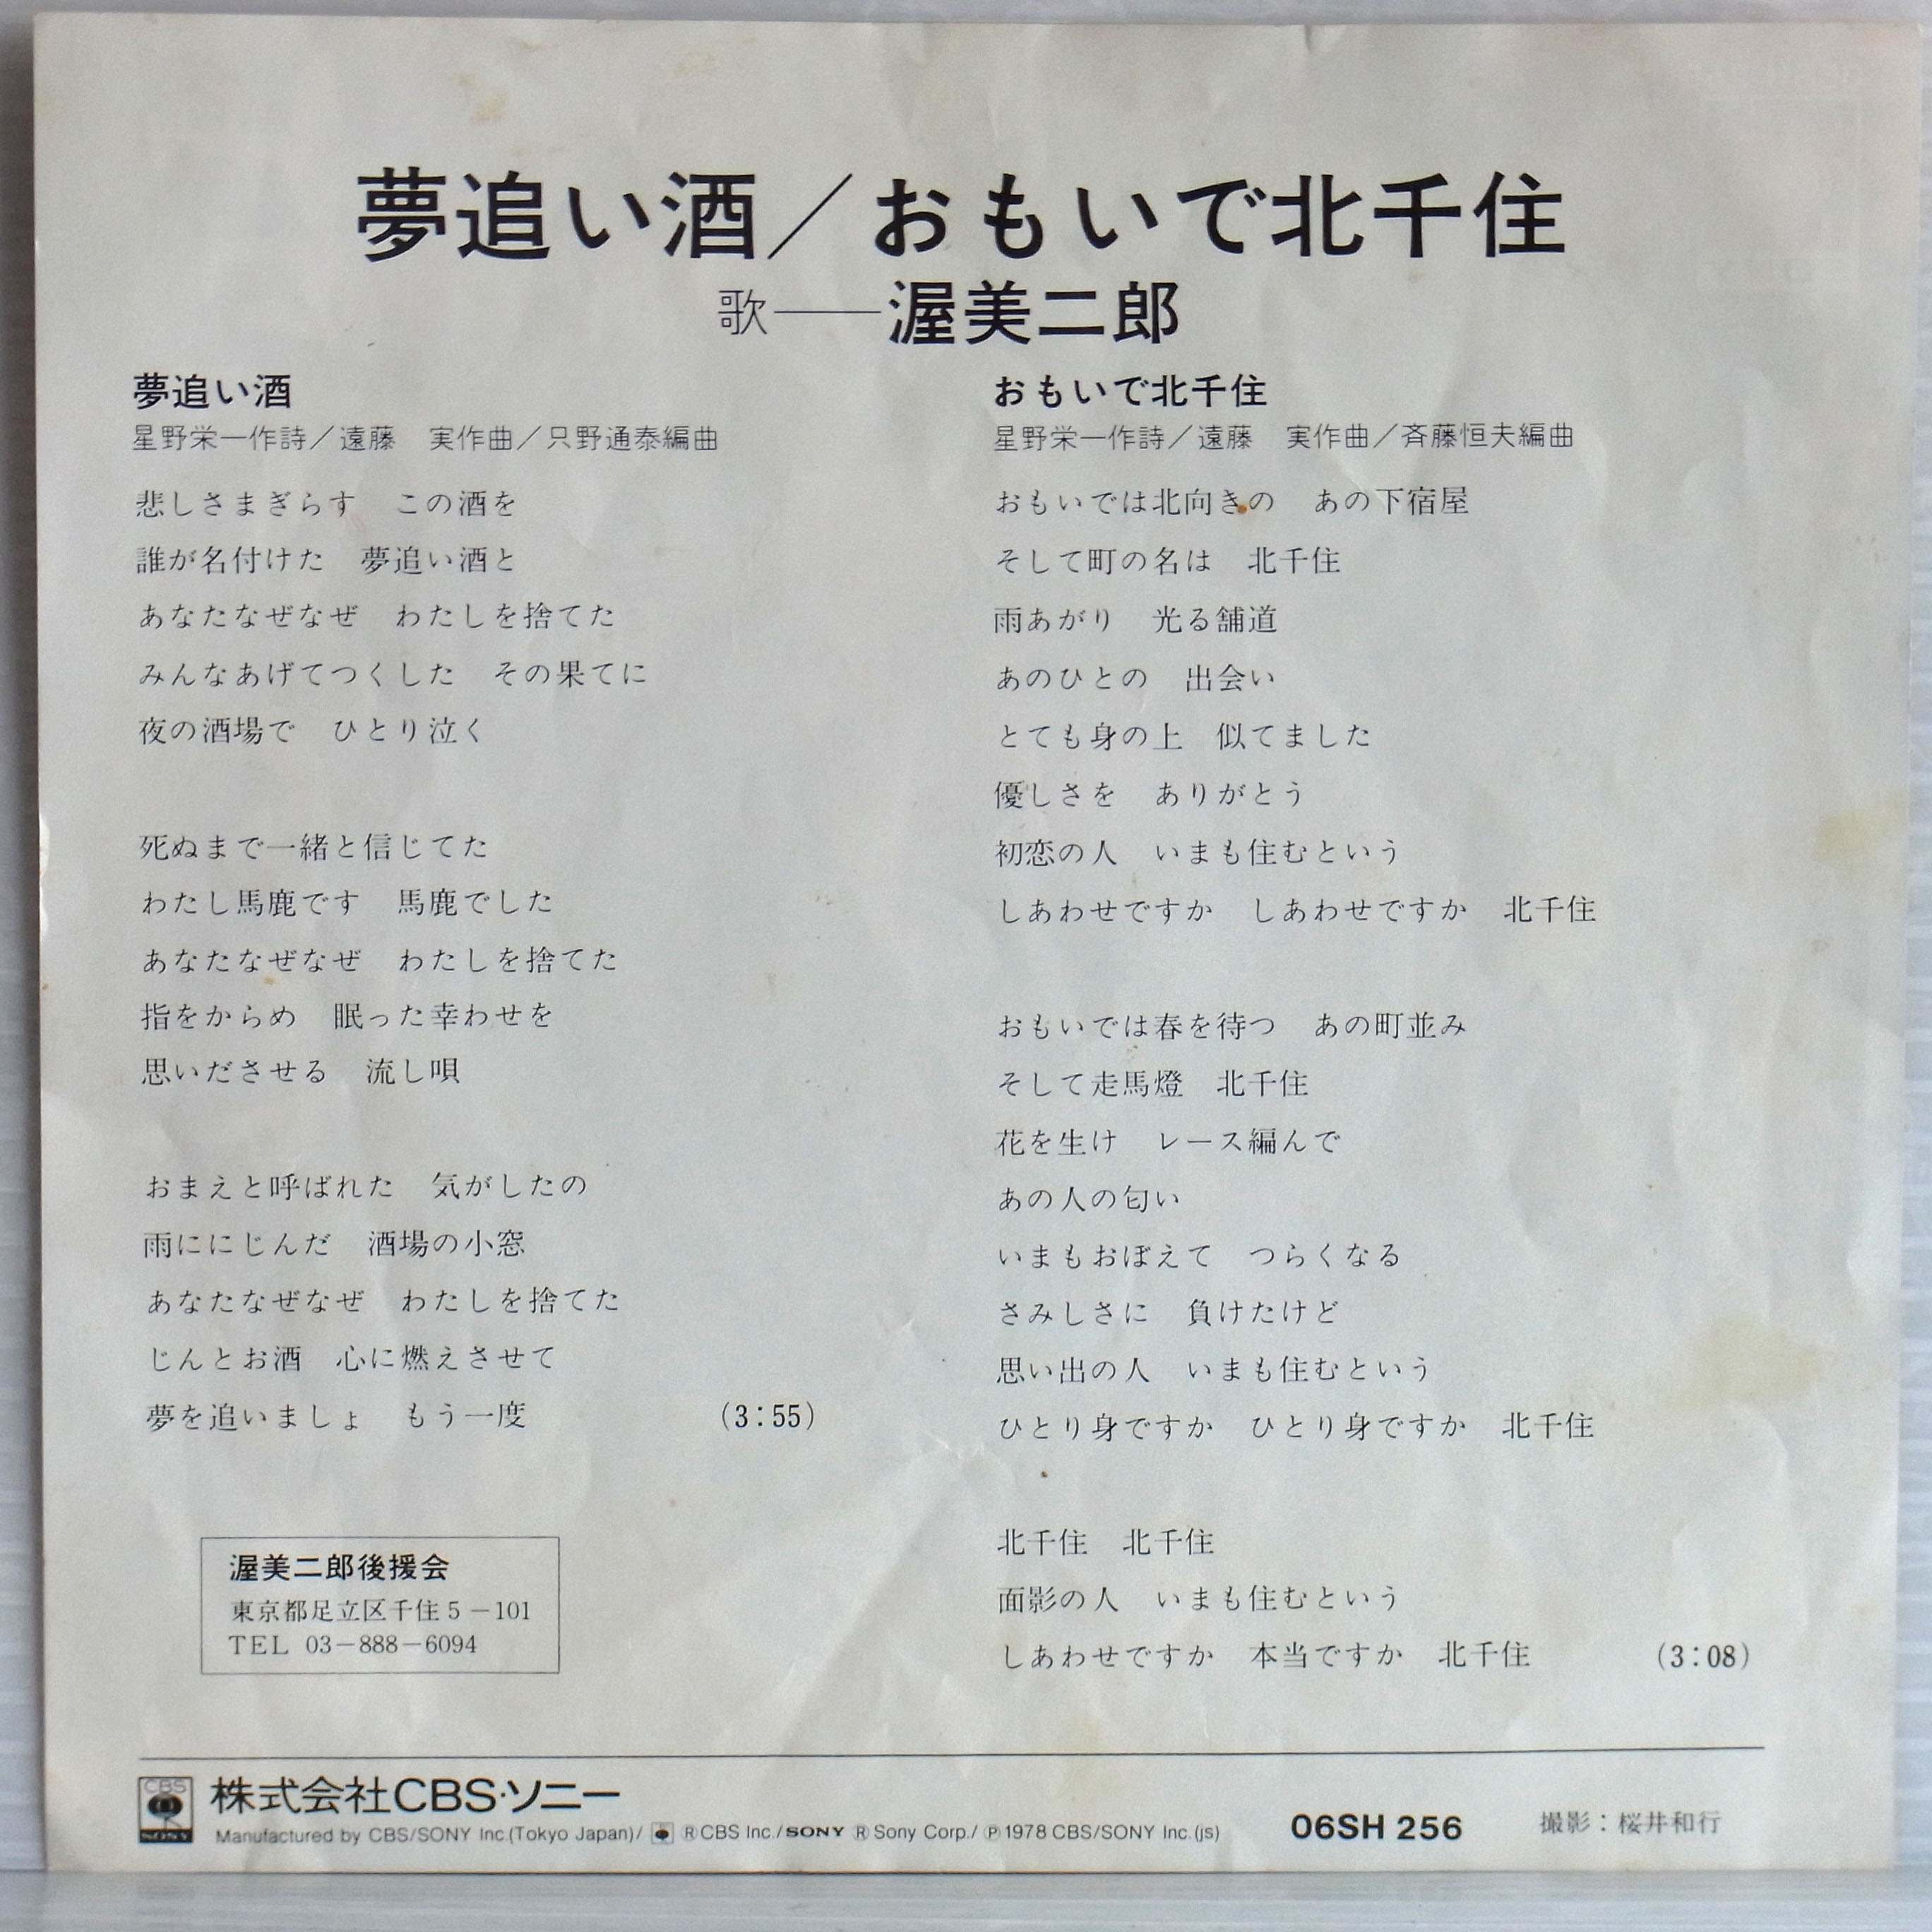 夢追い酒／おもいで北千住
歌――渥美二郎
夢追い酒
星野栄一作詩／遠藤　実作曲／只野通泰編曲
悲しさまぎらす　この酒を
誰が名付けた　夢追い酒と
あなたなぜなぜ　わたしを捨てた
みんなあげてつくした　その果てに
夜の酒場で　ひとり泣く
死ぬまで一緒と信じてた
わたし馬鹿です　馬鹿でした
あなたなぜなぜ　わたしを捨てた
指をからめ　眠った幸わせを
思いださせる　流し唄
おまえと呼ばれた　気がしたの
雨ににじんだ　酒場の小窓
あなたなぜなぜ　わたしを捨てた
じんとお酒　心に燃えさせて
夢を追いましょ　もう一度　（3：55）
渥美二郎後援会
東京都足立区千住5－101
TEL 03－888－6094
おもいで北千住
星野栄一作詩／遠藤　実作曲／斉藤恒夫編曲
おもいでは北向きの　あの下宿屋
そして町の名は　北千住
雨あがり　光る舗道
あのひとの　出会い
とても身の上　似てました
優しさを　ありがとう
初恋の人　いまも住むという
しあわせですか　しあわせですか　北千住
おもいでは春を待つ　あの町並み
そして走馬燈　北千住
花を生け　レース編んで
あの人の匂い
いまもおぼえて　つらくなる
さみしさに　負けたけど
思い出の人　いまも住むという
ひとり身ですか　ひとり身ですか　北千住
北千住　北千住
面影の人　いまも住むという
しあわせですか　本当ですか　北千住　（3：08）
CBS
SONY
株式会社CBS・ソニー
Manufactured by CBS/SONY Inc.(Tokyo Japan)/ ⓇCBS Inc./SONY ⓇSony Corp./ Ⓟ1978 CBS/SONY Inc.(js)
06SH 256
撮影：桜井和行